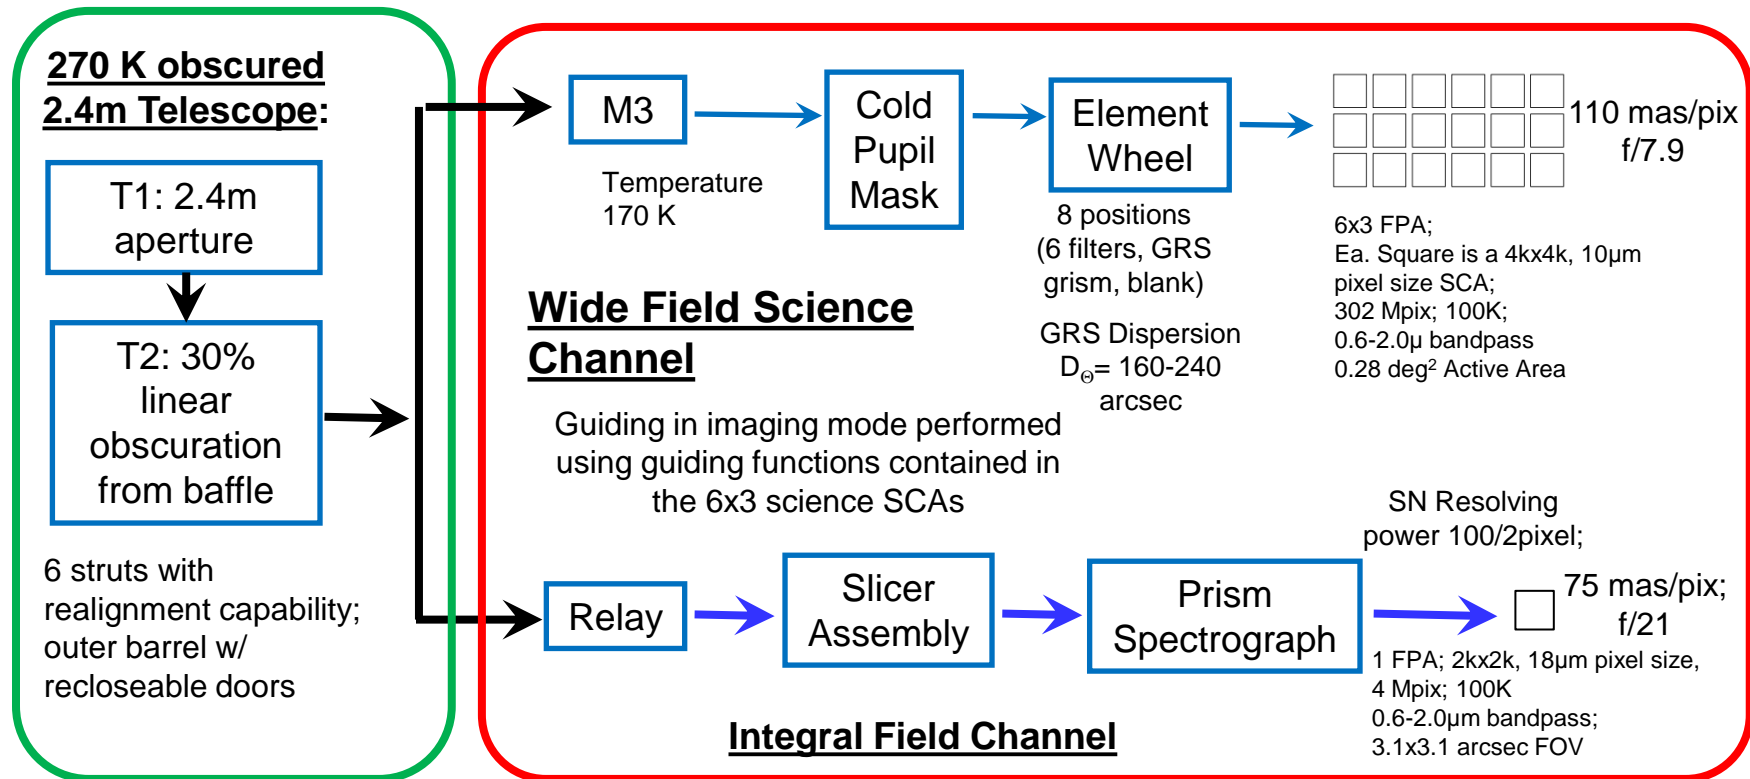 270 K obscured
2.4m Telescope:
T1: 2.4m
aperture
T2: 30%
linear
obscuration
from baffle
6 struts with
realignment capability;
outer barrel w/
recloseable doors
M3
Temperature
170 K
Cold
Pupil
Mask
Element
Wheel
8 positions
(6 filters, GRS
grism, blank)
GRS Dispersion
DΘ= 160-240
arcsec
110 mas/pix
f/7.9
6x3 FPA;
Ea. Square is a 4kx4k, 10µm
pixel size SCA;
302 Mpix; 100K;
0.6-2.0µ bandpass
0.28 deg² Active Area
Wide Field Science
Channel
Guiding in imaging mode performed
using guiding functions contained in
the 6x3 science SCAs
Relay
Slicer
Assembly
Prism
Spectrograph
SN Resolving
power 100/2pixel;
75 mas/pix;
f/21
1 FPA; 2kx2k, 18µm pixel size,
4 Mpix; 100K
0.6-2.0µm bandpass;
3.1x3.1 arcsec FOV
Integral Field Channel